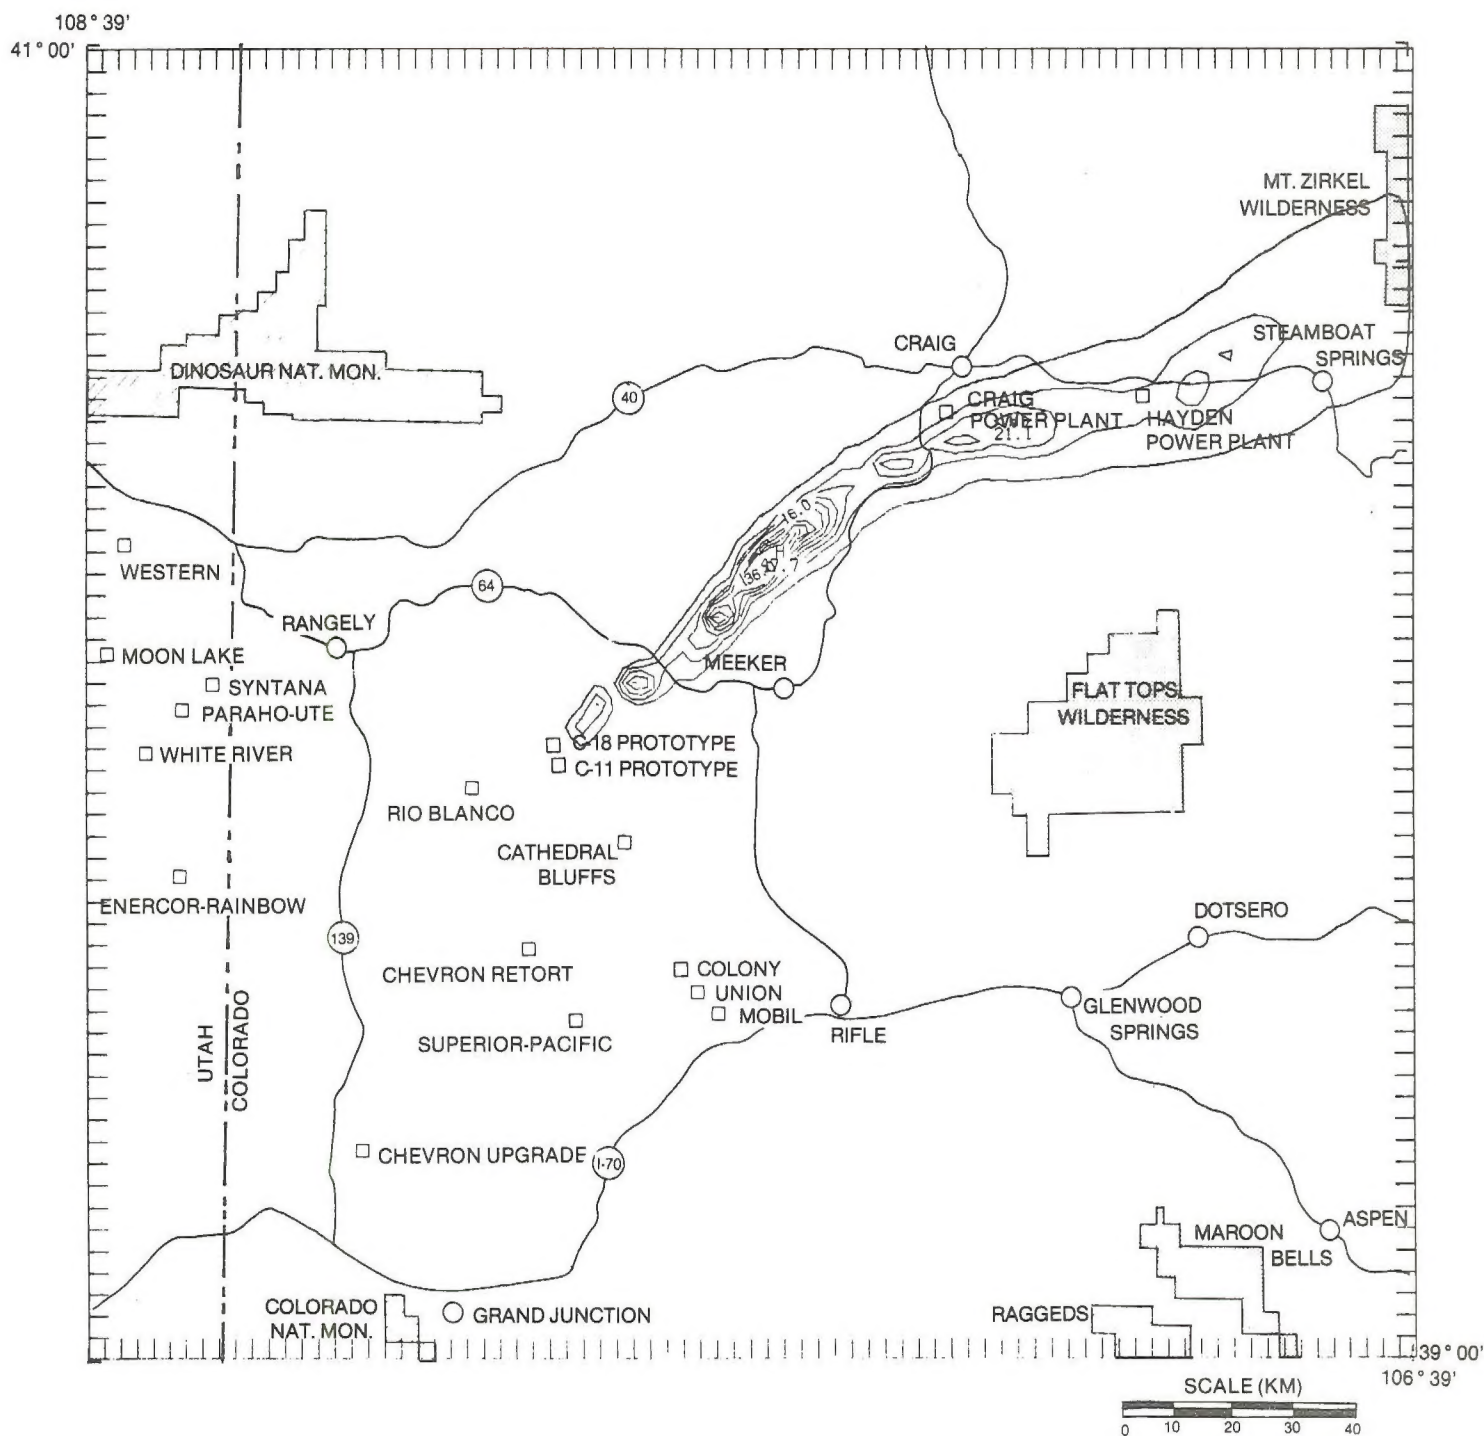 108° 39'
41° 00'
MT. ZIRKEL
WILDERNESS
CRAIG
STEAMBOAT
SPRINGS
DINOSAUR NAT. MON.
40
CRAIG
POWER PLANT
21.1
HAYDEN
POWER PLANT
16.0
WESTERN
64
RANGELY
MOON LAKE
MEEKER
SYNTANA
PARAHO-UTE
FLAT TOPS
WILDERNESS
WHITE RIVER
C-18 PROTOTYPE
C-11 PROTOTYPE
RIO BLANCO
CATHEDRAL
BLUFFS
ENERCOR-RAINBOW
DOTSERO
139
CHEVRON RETORT
COLONY
UNION
MOBIL
GLENWOOD
SPRINGS
RIFLE
SUPERIOR-PACIFIC
UTAH
COLORADO
CHEVRON UPGRADE
I-70
ASPEN
MAROON
BELLS
COLORADO
NAT. MON.
GRAND JUNCTION
RAGGEDS
39° 00'
106° 39'
SCALE (KM)
0 10 20 30 40